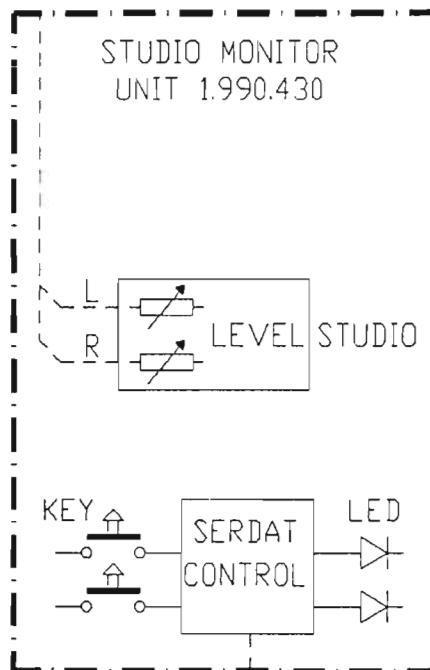 STUDIO MONITOR
UNIT 1.990.430
L
LEVEL STUDIO
R
KEY
LED
SERDAT
CONTROL